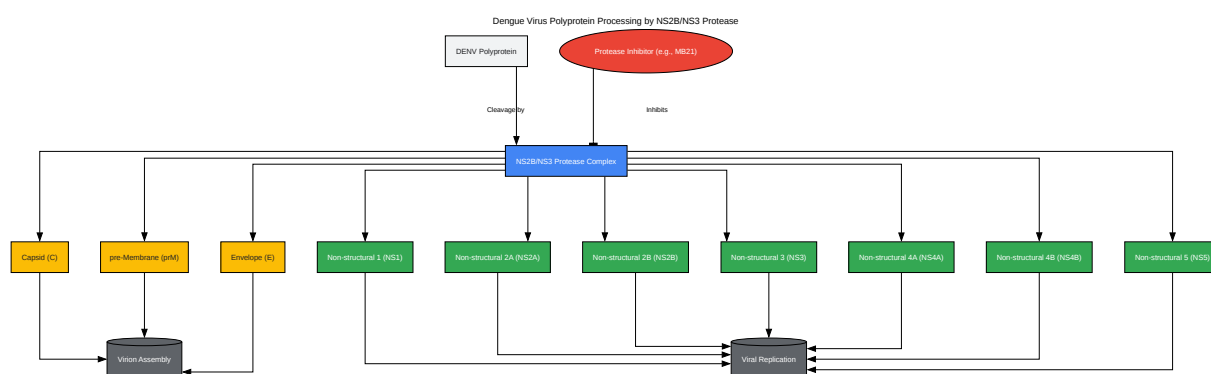 Dengue Virus Polyprotein Processing by NS2B/NS3 Protease
DENV Polyprotein
Protease Inhibitor (e.g., MB21)
Cleavage by
Inhibits
NS2B/NS3 Protease Complex
Capsid (C)
pre-Membrane (prM)
Envelope (E)
Non-structural 1 (NS1)
Non-structural 2A (NS2A)
Non-structural 2B (NS2B)
Non-structural 3 (NS3)
Non-structural 4A (NS4A)
Non-structural 4B (NS4B)
Non-structural 5 (NS5)
Virion Assembly
Viral Replication